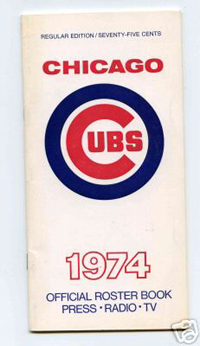 REGULAR EDITION/SEVENTY-FIVE CENTS
CHICAGO
CUBS
1974
OFFICIAL ROSTER BOOK
PRESS • RADIO • TV